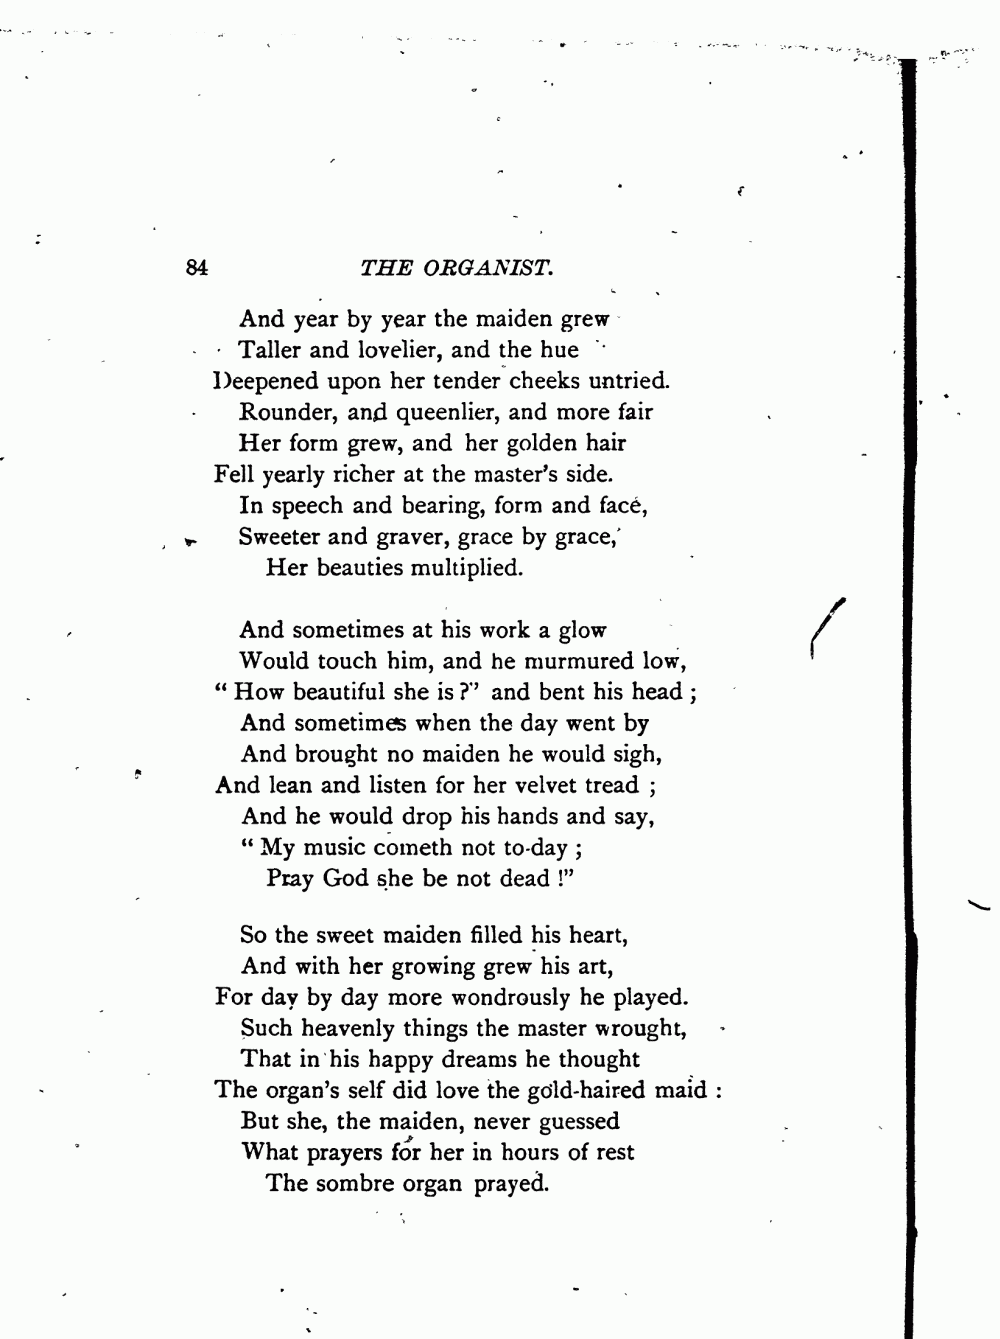 84 THE ORGANIST.
And year by year the maiden grew
Taller and lovelier, and the hue
Deepened upon her tender cheeks untried.
Rounder, and queenlier, and more fair
Her form grew, and her golden hair
Fell yearly richer at the master's side.
In speech and bearing, form and face,
Sweeter and graver, grace by grace,
Her beauties multiplied.
And sometimes at his work a glow
Would touch him, and he murmured low,
“ How beautiful she is ?” and bent his head ;
And sometimes when the day went by
And brought no maiden he would sigh,
And lean and listen for her velvet tread ;
And he would drop his hands and say,
“ My music cometh not to-day ;
Pray God she be not dead !”
So the sweet maiden filled his heart,
And with her growing grew his art,
For day by day more wondrously he played.
Such heavenly things the master wrought,
That in his happy dreams he thought
The organ's self did love the gold-haired maid :
But she, the maiden, never guessed
What prayers for her in hours of rest
The sombre organ prayed.